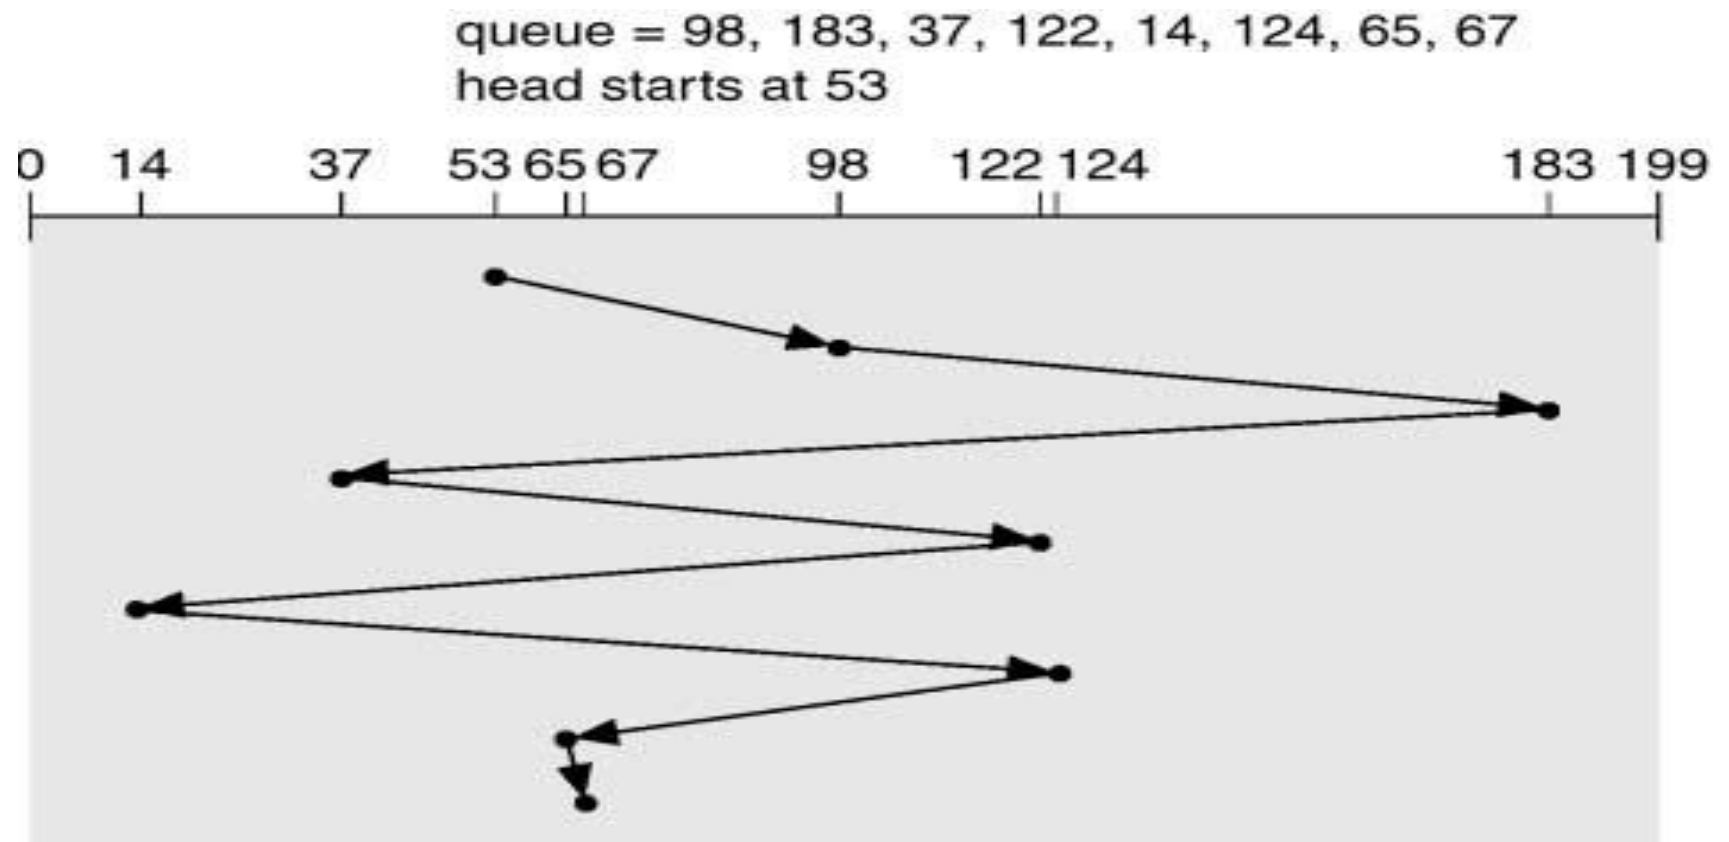 queue = 98, 183, 37, 122, 14, 124, 65, 67
head starts at 53
0 14 37 53 65 67 98 122 124 183 199